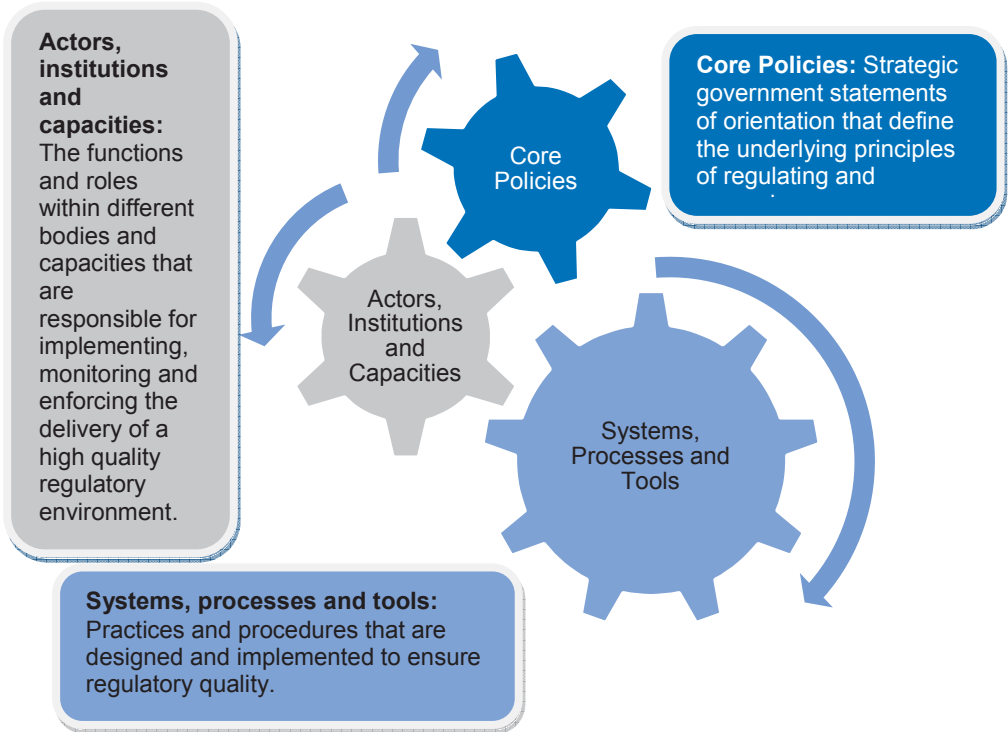 Actors,
institutions
and
capacities:
The functions
and roles
within different
bodies and
capacities that
are
responsible for
implementing,
monitoring and
enforcing the
delivery of a
high quality
regulatory
environment.
Core
Policies
Core Policies: Strategic
government statements
of orientation that define
the underlying principles
of regulating and
Actors,
Institutions
and
Capacities
Systems,
Processes and
Tools
Systems, processes and tools:
Practices and procedures that are
designed and implemented to ensure
regulatory quality.